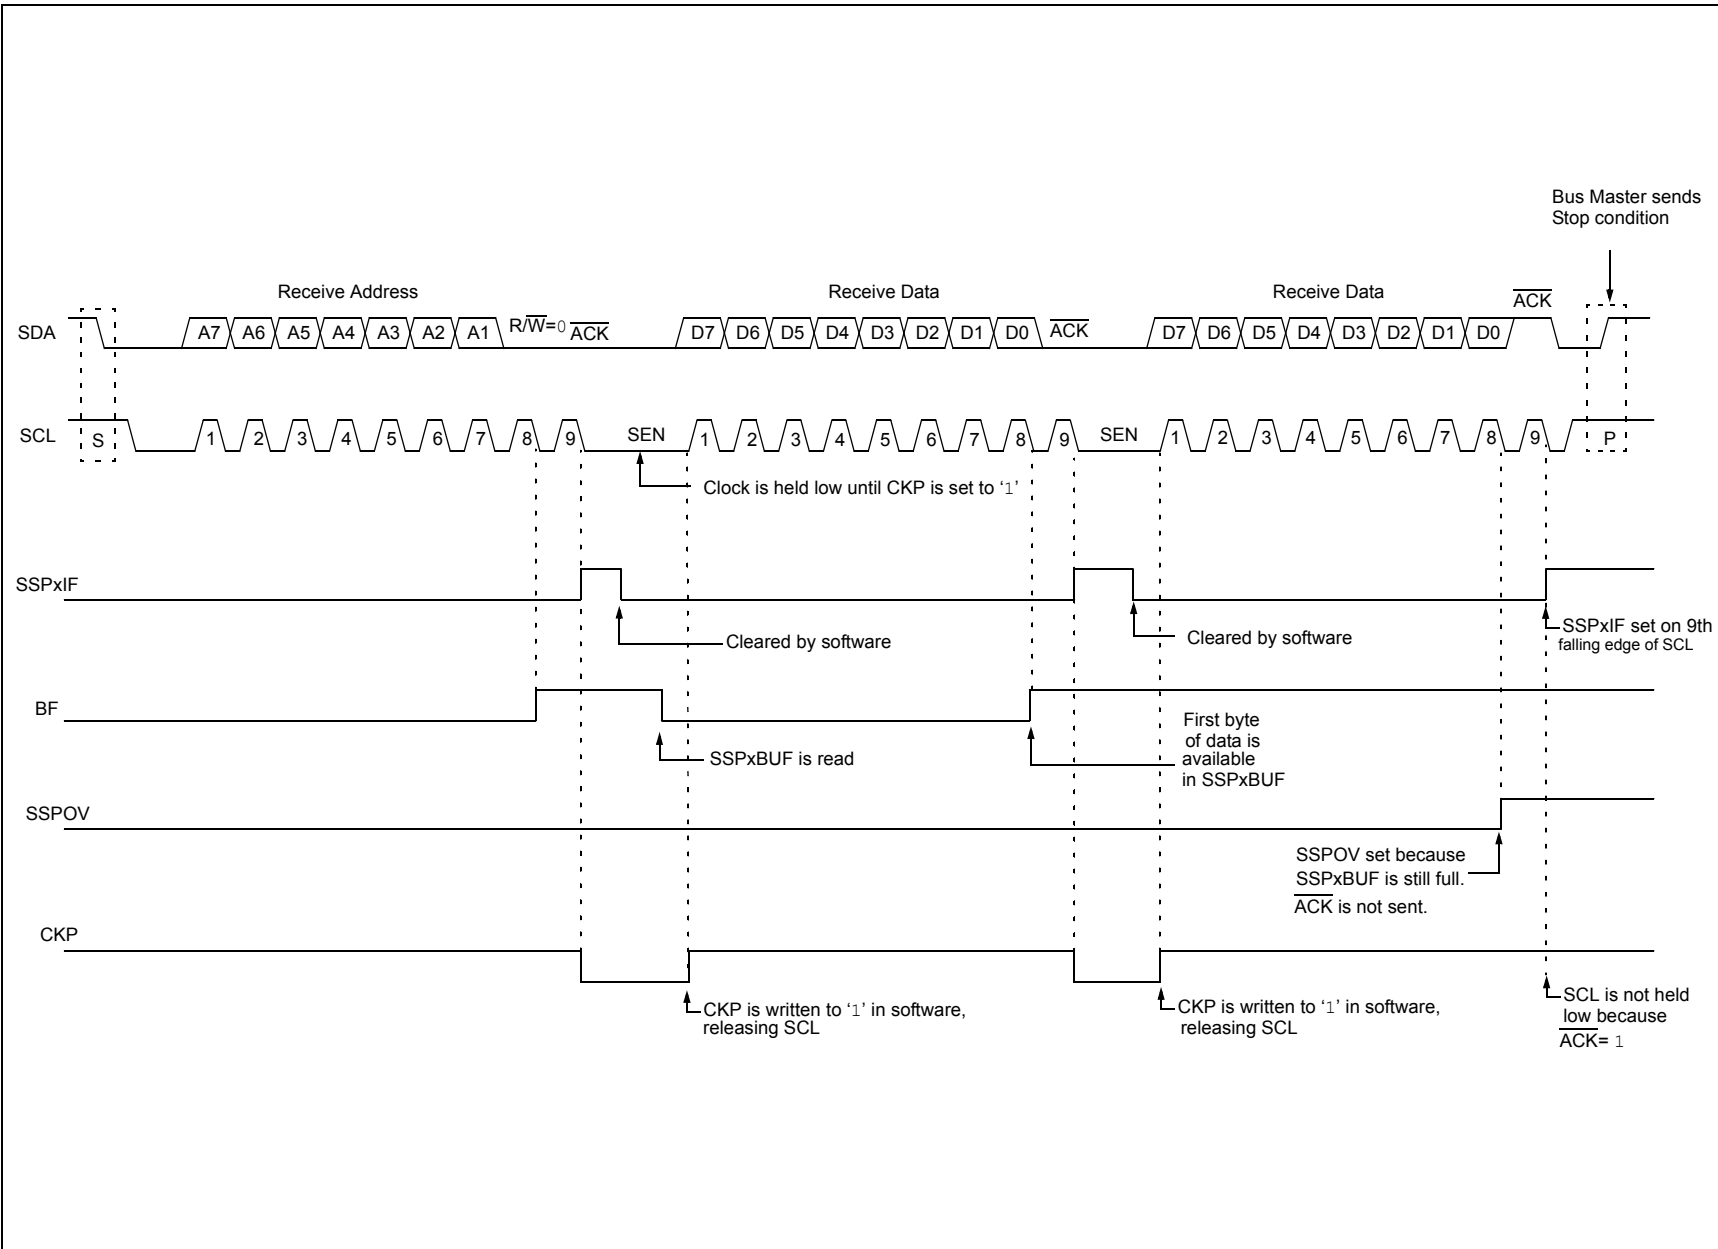 Bus Master sends
Stop condition
Receive Address
Receive Data
Receive Data
ACK
SDA
A7 A6 A5 A4 A3 A2 A1 R/W=0 ACK
D7 D6 D5 D4 D3 D2 D1 D0 ACK
D7 D6 D5 D4 D3 D2 D1 D0
SCL
S 1 2 3 4 5 6 7 8 9 SEN 1 2 3 4 5 6 7 8 9 SEN 1 2 3 4 5 6 7 8 9 P
Clock is held low until CKP is set to ‘1’
SSPxIF
Cleared by software
Cleared by software
SSPxIF set on 9th
falling edge of SCL
BF
SSPxBUF is read
First byte
of data is
available
in SSPxBUF
SSPOV
SSPOV set because
SSPxBUF is still full.
ACK is not sent.
CKP
CKP is written to ‘1’ in software,
releasing SCL
CKP is written to ‘1’ in software,
releasing SCL
SCL is not held
low because
ACK= 1